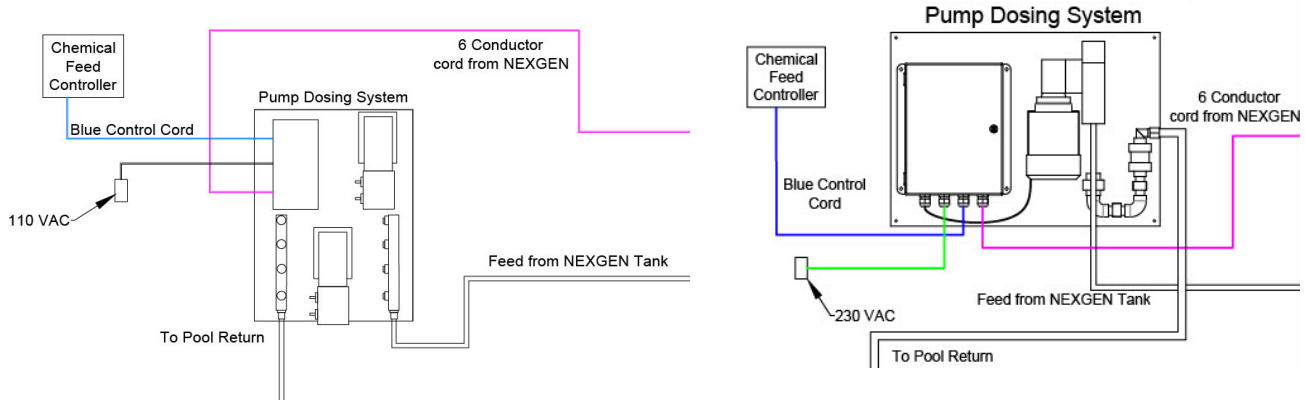 Chemical
Feed
Controller
6 Conductor
cord from NEXGEN
Pump Dosing System
Blue Control Cord
110 VAC
Feed from NEXGEN Tank
To Pool Return
Pump Dosing System
Chemical
Feed
Controller
6 Conductor
cord from NEXGEN
Blue Control
Cord
230 VAC
Feed from NEXGEN Tank
To Pool Return